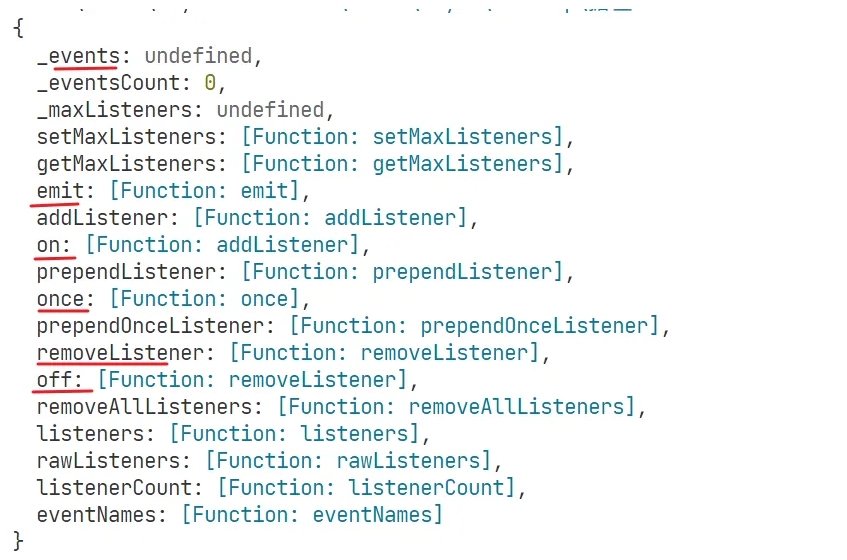 {
_events: undefined,
_eventsCount: 0,
_maxListeners: undefined,
setMaxListeners: [Function: setMaxListeners],
getMaxListeners: [Function: getMaxListeners],
emit: [Function: emit],
addListener: [Function: addListener],
on: [Function: addListener],
prependListener: [Function: prependListener],
once: [Function: once],
prependOnceListener: [Function: prependOnceListener],
removeListener: [Function: removeListener],
off: [Function: removeListener],
removeAllListeners: [Function: removeAllListeners],
listeners: [Function: listeners],
rawListeners: [Function: rawListeners],
listenerCount: [Function: listenerCount],
eventNames: [Function: eventNames]
}